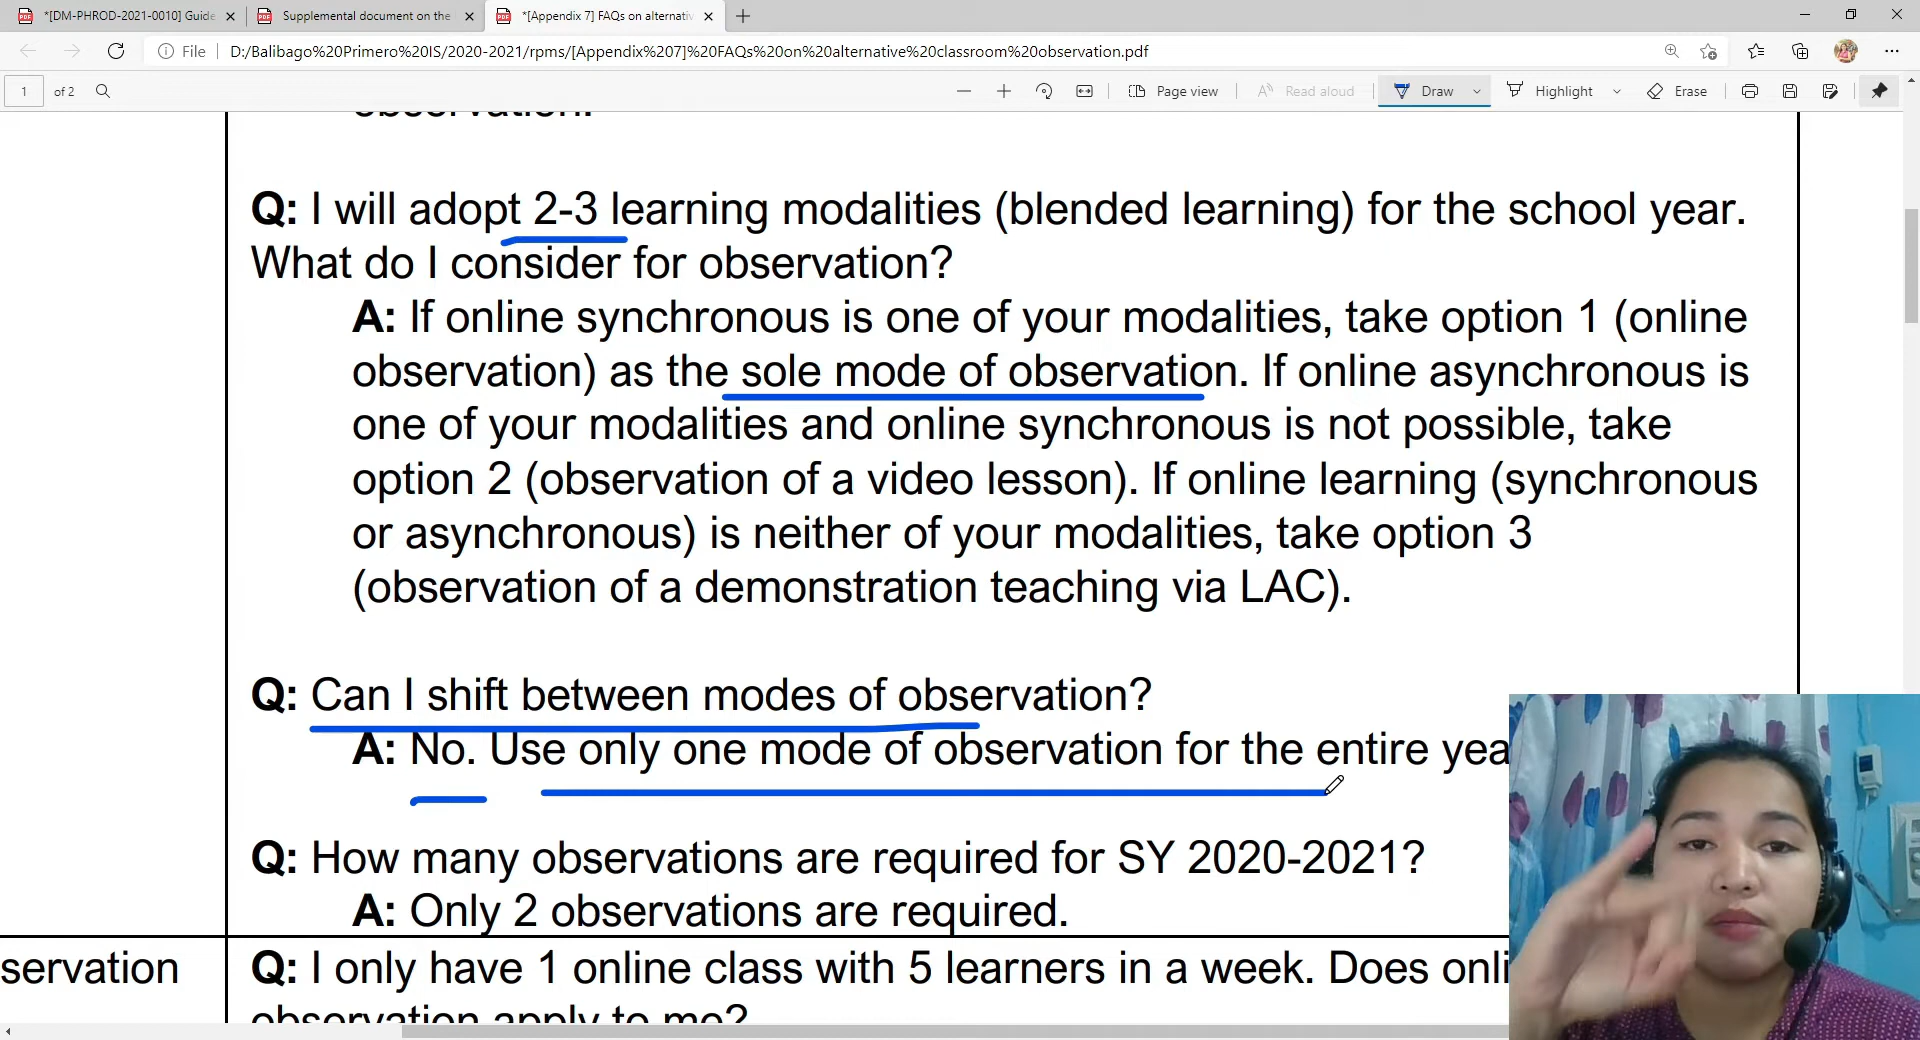 *[DM-PHROD-2021-0010] Guide
Supplemental document on the
*[Appendix 7] FAQs on alternativ
File
D:/Balibago%20Primero%20IS/2020-2021/rpms/[Appendix%207]%20FAQs%20on%20alternative%20classroom%20observation.pdf
1 of 2
Page view
Read aloud
Draw
Highlight
Erase
observation.
Q: I will adopt 2-3 learning modalities (blended learning) for the school year.
What do I consider for observation?
A: If online synchronous is one of your modalities, take option 1 (online
observation) as the sole mode of observation. If online asynchronous is
one of your modalities and online synchronous is not possible, take
option 2 (observation of a video lesson). If online learning (synchronous
or asynchronous) is neither of your modalities, take option 3
(observation of a demonstration teaching via LAC).
Q: Can I shift between modes of observation?
A: No. Use only one mode of observation for the entire yea
Q: How many observations are required for SY 2020-2021?
A: Only 2 observations are required.
servation
Q: I only have 1 online class with 5 learners in a week. Does onli
observation apply to me?